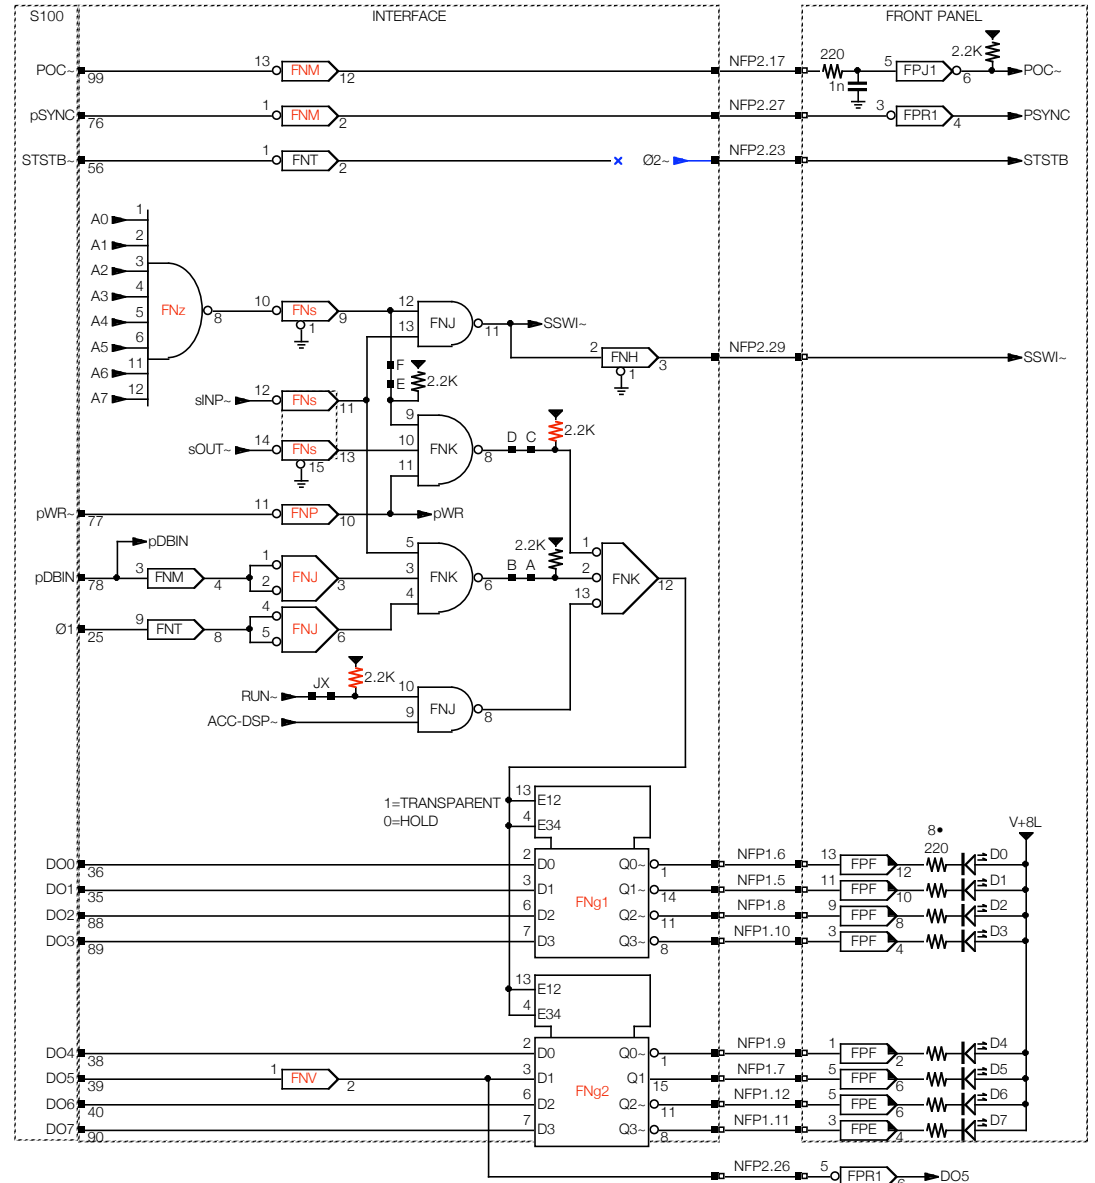 S100 INTERFACE FRONT PANEL
POC~ 99 13 FNM 12 NFP2.17 220 1n 5 FPJ1 6 2.2K POC~
pSYNC 76 1 FNM 2 NFP2.27 3 FPR1 4 PSYNC
STSTB~ 56 1 FNT 2 Ø2~ NFP2.23 STSTB
A0 1
A1 2
A2 3
A3 4
A4 5
A5 6
A6 11
A7 12
FNz 8 10 FNs 9 1 12 13 FNJ 11 SSWI~
2 FNH 3 1 NFP2.29 SSWI~
F
E 2.2K
sINP~ 12 FNs 11
sOUT~ 14 FNs 13 15
9 10 11 FNK 8 D C 2.2K
pWR~ 77 11 FNP 10 pWR
pDBIN
pDBIN 78 3 FNM 4 1 2 FNJ 3
5 3 4 FNK 6 B A 2.2K
1 2 13 FNK 12
Ø1 25 9 FNT 8 4 5 FNJ 6
RUN~ JX 2.2K 10
ACC-DSP~ 9 FNJ 8
1=TRANSPARENT
0=HOLD
13 E12
4 E34
V+8L
8•
220
DO0 36 2 D0 Q0~ 1 NFP1.6 13 FPF 12 D0
DO1 35 3 D1 Q1~ 14 NFP1.5 11 FPF 10 D1
FNg1
DO2 88 6 D2 Q2~ 11 NFP1.8 9 FPF 8 D2
DO3 89 7 D3 Q3~ 8 NFP1.10 3 FPF 4 D3
13 E12
4 E34
DO4 38 2 D0 Q0~ 1 NFP1.9 1 FPF 2 D4
DO5 39 1 FNV 2 3 D1 Q1 15 NFP1.7 5 FPF 6 D5
FNg2
DO6 40 6 D2 Q2~ 11 NFP1.12 5 FPE 6 D6
DO7 90 7 D3 Q3~ 8 NFP1.11 3 FPE 4 D7
NFP2.26 5 FPR1 6 DO5